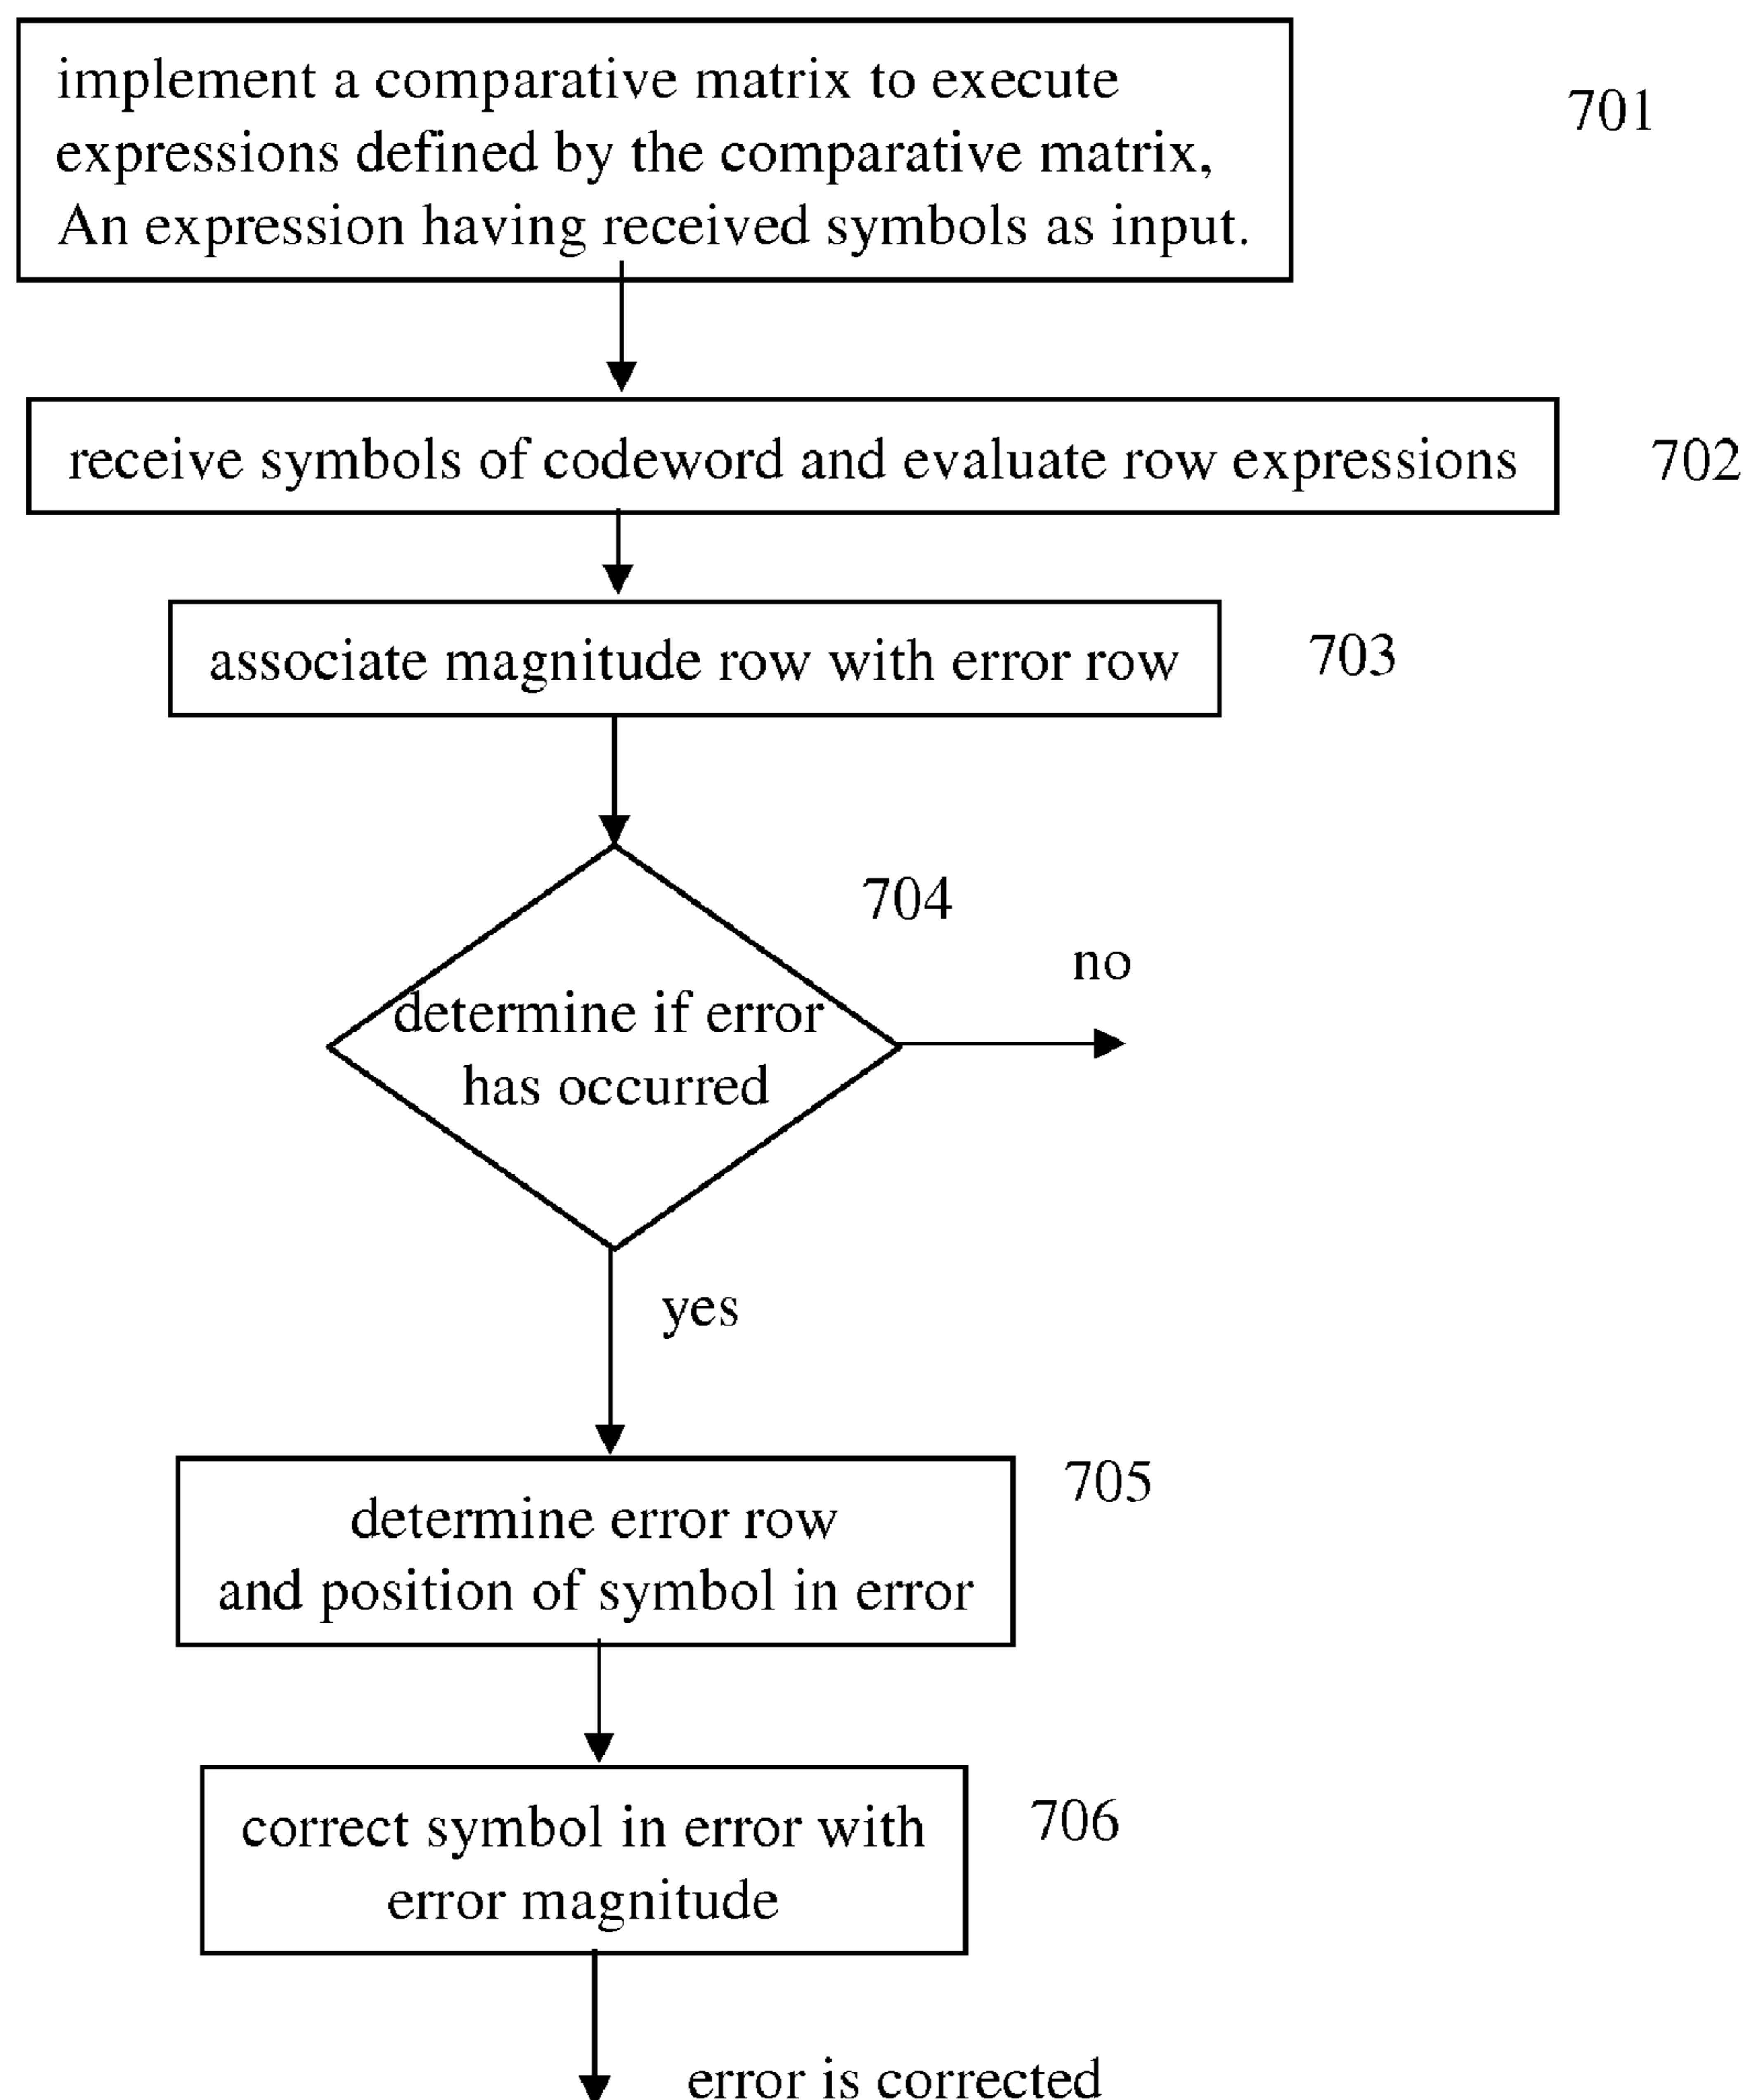 implement a comparative matrix to execute
expressions defined by the comparative matrix,
An expression having received symbols as input.
701
receive symbols of codeword and evaluate row expressions
702
associate magnitude row with error row
703
704
no
determine if error
has occurred
yes
705
determine error row
and position of symbol in error
706
correct symbol in error with
error magnitude
error is corrected